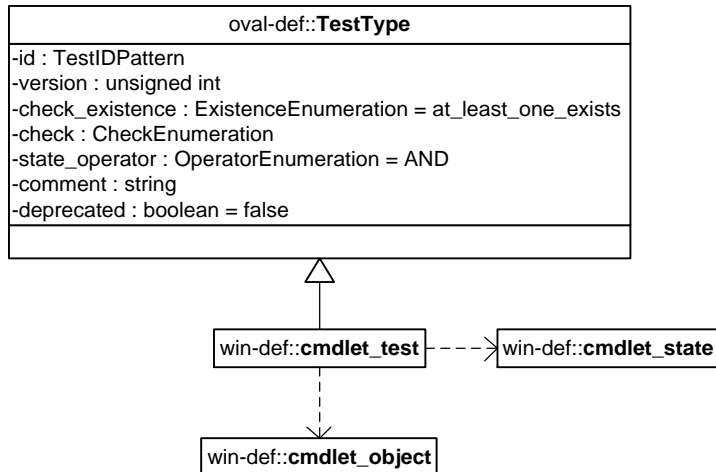 oval-def::TestType
-id : TestIDPattern
-version : unsigned int
-check_existence : ExistenceEnumeration = at_least_one_exists
-check : CheckEnumeration
-state_operator : OperatorEnumeration = AND
-comment : string
-deprecated : boolean = false
win-def::cmdlet_test
win-def::cmdlet_state
win-def::cmdlet_object